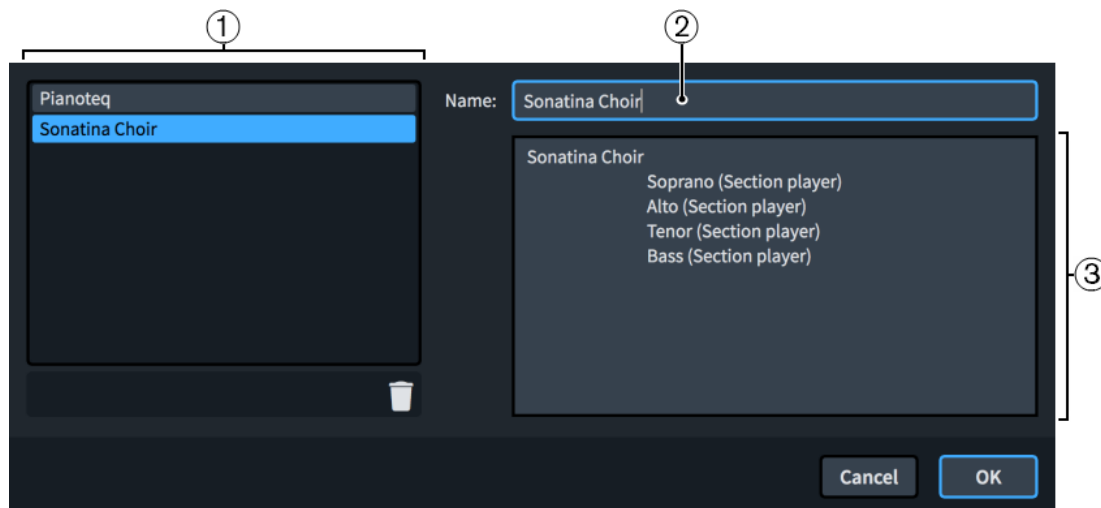 ①
②
Pianoteq
Sonatina Choir
Name:
Sonatina Choir
Sonatina Choir
Soprano (Section player)
Alto (Section player)
Tenor (Section player)
Bass (Section player)
③
Cancel
OK